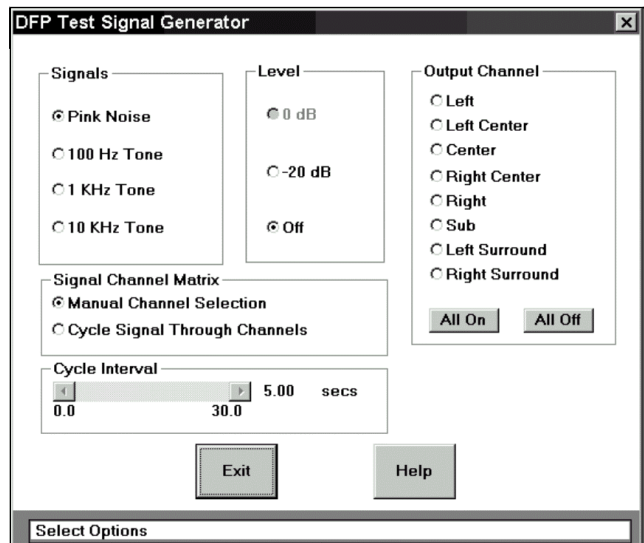 DFP Test Signal Generator
Signals
Pink Noise
100 Hz Tone
1 KHz Tone
10 KHz Tone
Level
0 dB
-20 dB
Off
Output Channel
Left
Left Center
Center
Right Center
Right
Sub
Left Surround
Right Surround
All On All Off
Signal Channel Matrix
Manual Channel Selection
Cycle Signal Through Channels
Cycle Interval
5.00 secs
0.0 30.0
Exit Help
Select Options